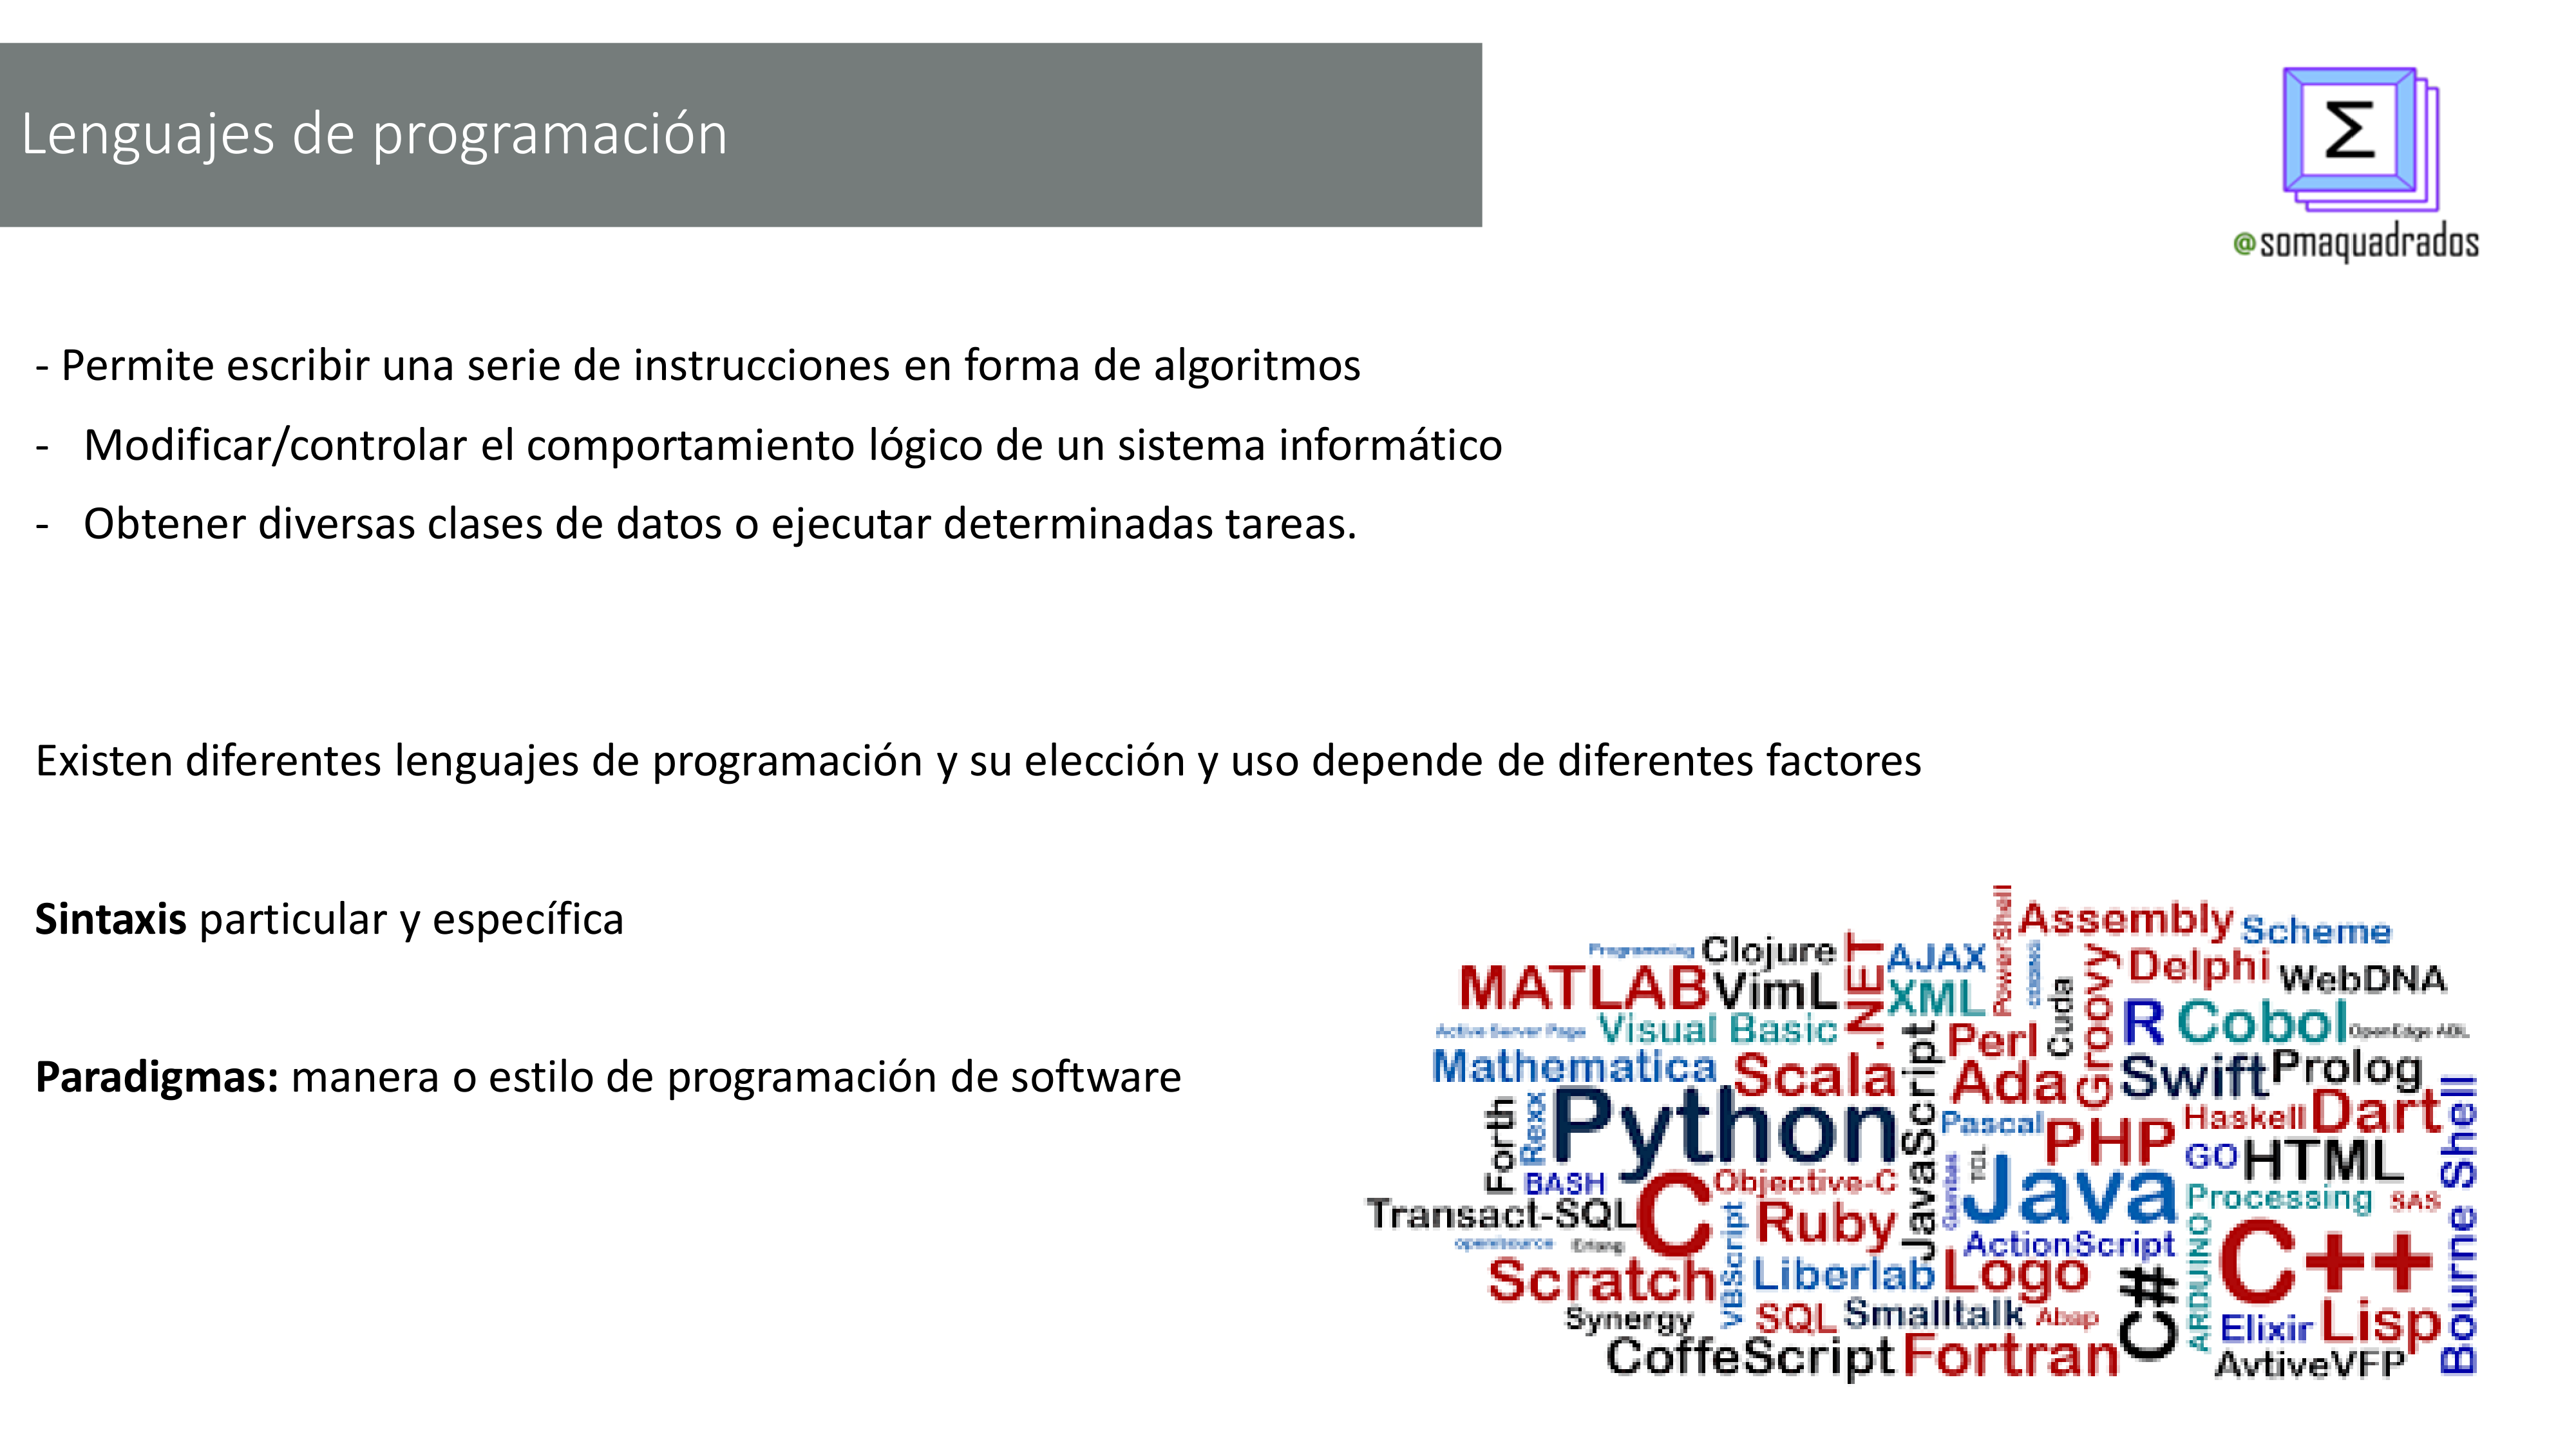 Lenguajes de programación
Σ
@somaquadrados
- Permite escribir una serie de instrucciones en forma de algoritmos
- Modificar/controlar el comportamiento lógico de un sistema informático
- Obtener diversas clases de datos o ejecutar determinadas tareas.
Existen diferentes lenguajes de programación y su elección y uso depende de diferentes factores
Sintaxis particular y específica
Paradigmas: manera o estilo de programación de software
PowerShell
Assembly
Scheme
Programming
Clojure
.NET
AJAX
Groovy
Delphi
WebDNA
MATLAB
VimL
XML
Cuda
R
Cobol
OpenEdge ABL
Active Server Page
Visual Basic
JavaScript
Perl
Mathematica
Scala
Ada
Swift
Prolog
Forth
Rexx
Python
Pascal
PHP
Haskell
Dart
Bourne Shell
GO
HTML
BASH
C
Objective-C
Gambas
TCL
Java
Processing
SAS
Transact-SQL
VBScript
Ruby
ActionScript
ARDUINO
C++
opensource
Erlang
Scratch
Liberlab
Logo
C#
Synergy
SQL
Smalltalk
Abap
Elixir
Lisp
CoffeScript
Fortran
AvtiveVFP